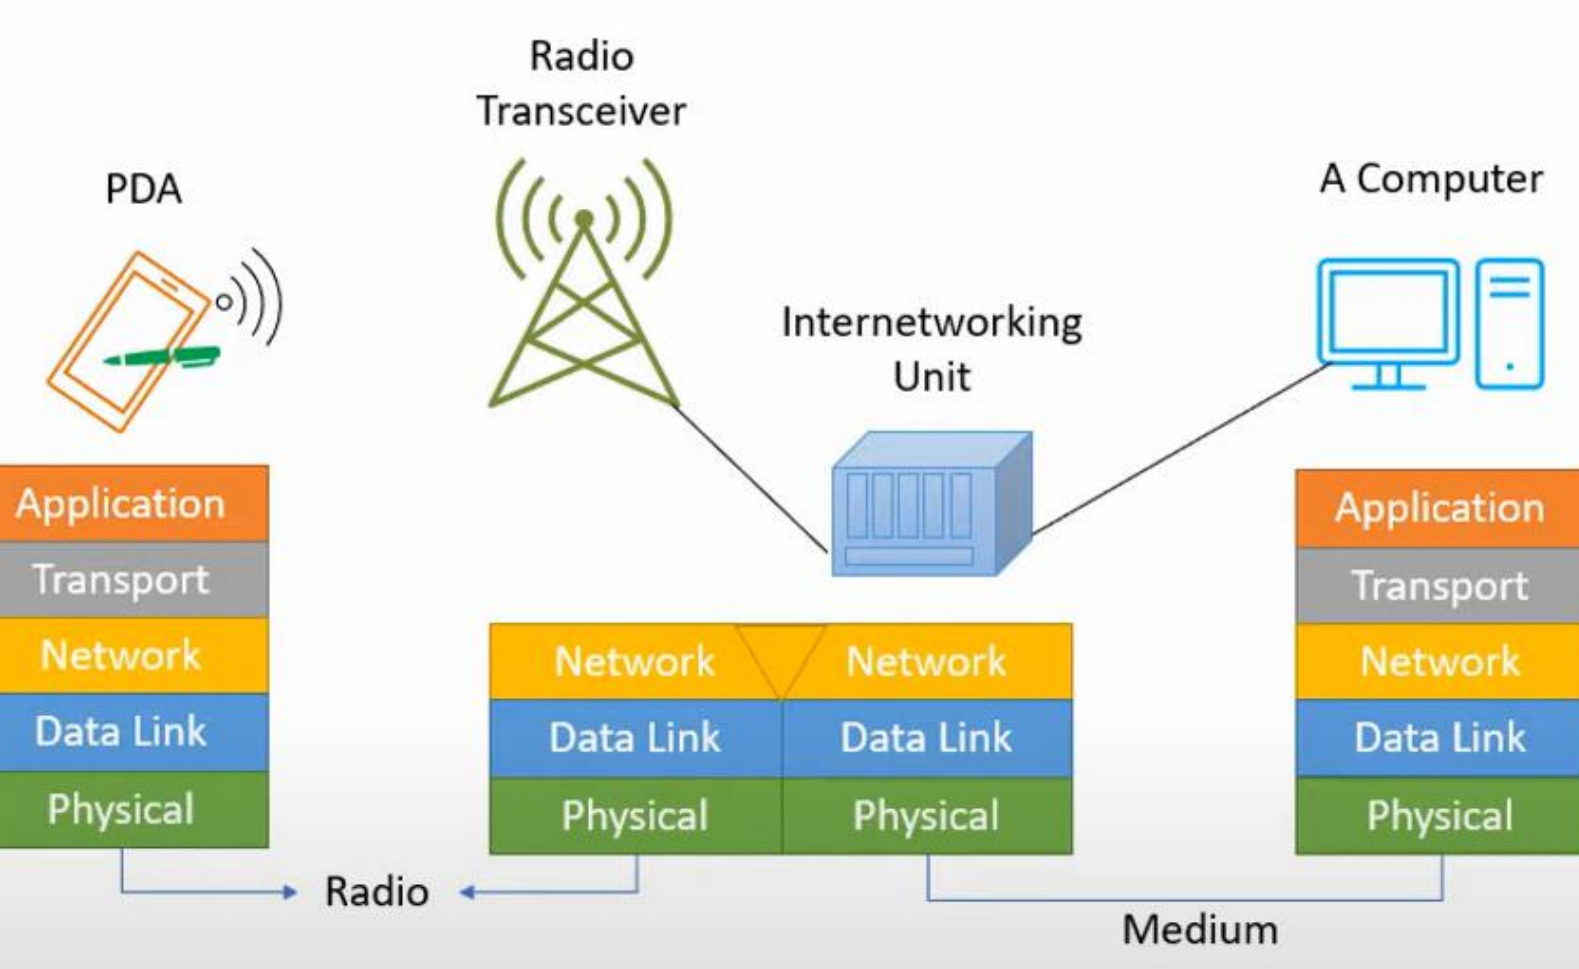 Radio
Transceiver
PDA
A Computer
Internetworking
Unit
Application
Transport
Network
Data Link
Physical
Network
Data Link
Physical
Network
Data Link
Physical
Application
Transport
Network
Data Link
Physical
Radio
Medium